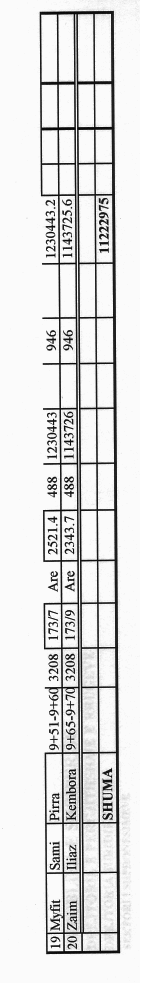 19 Myfit Sami Pirra 9+51-9+60 3208 173/7 Are 2521.4 488 1230443 946 1230443.2
20 Zaim Iliaz Kembora 9+65-9+70 3208 173/9 Are 2343.7 488 1143726 946 1143725.6
SHUMA 11222975